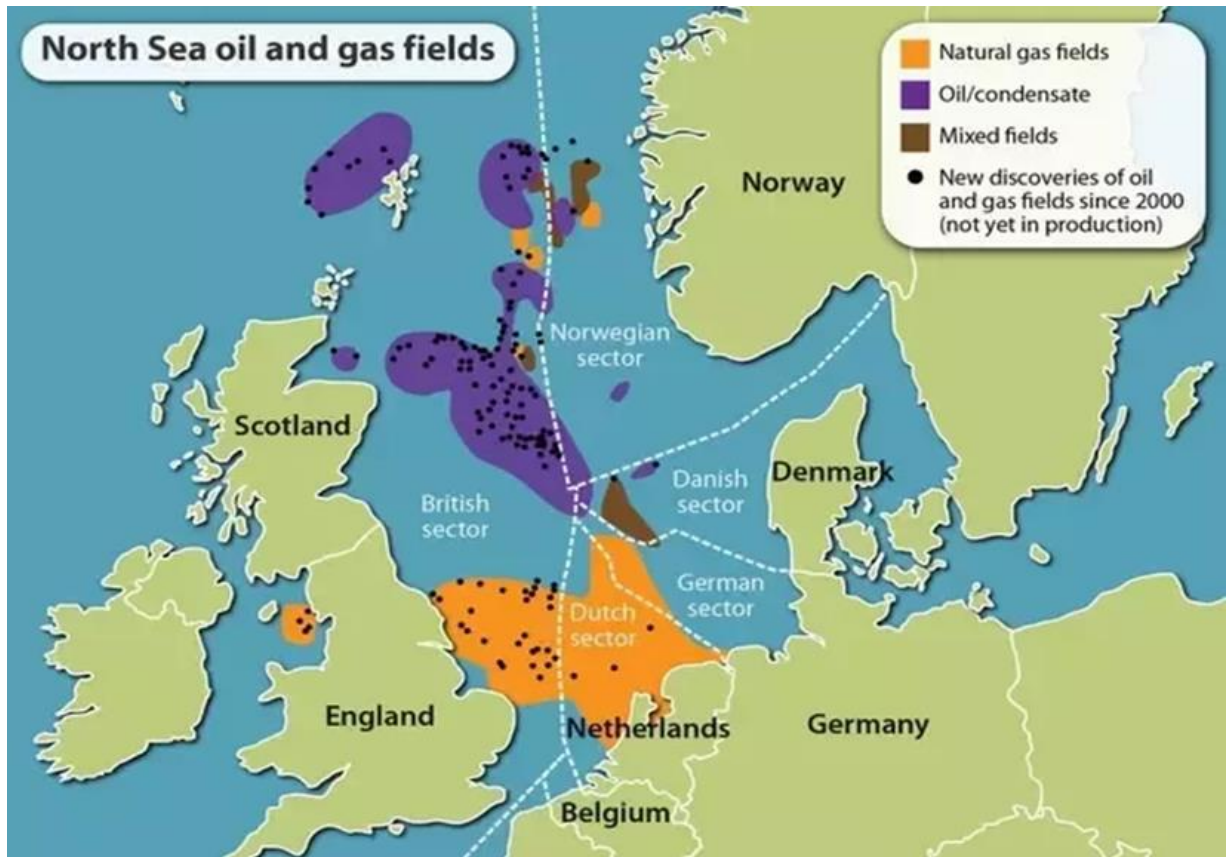 North Sea oil and gas fields
Natural gas fields
Oil/condensate
Mixed fields
New discoveries of oil
and gas fields since 2000
(not yet in production)
Norway
Norwegian
sector
Scotland
Danish
sector
Denmark
British
sector
German
sector
Dutch
sector
England
Netherlands
Germany
Belgium